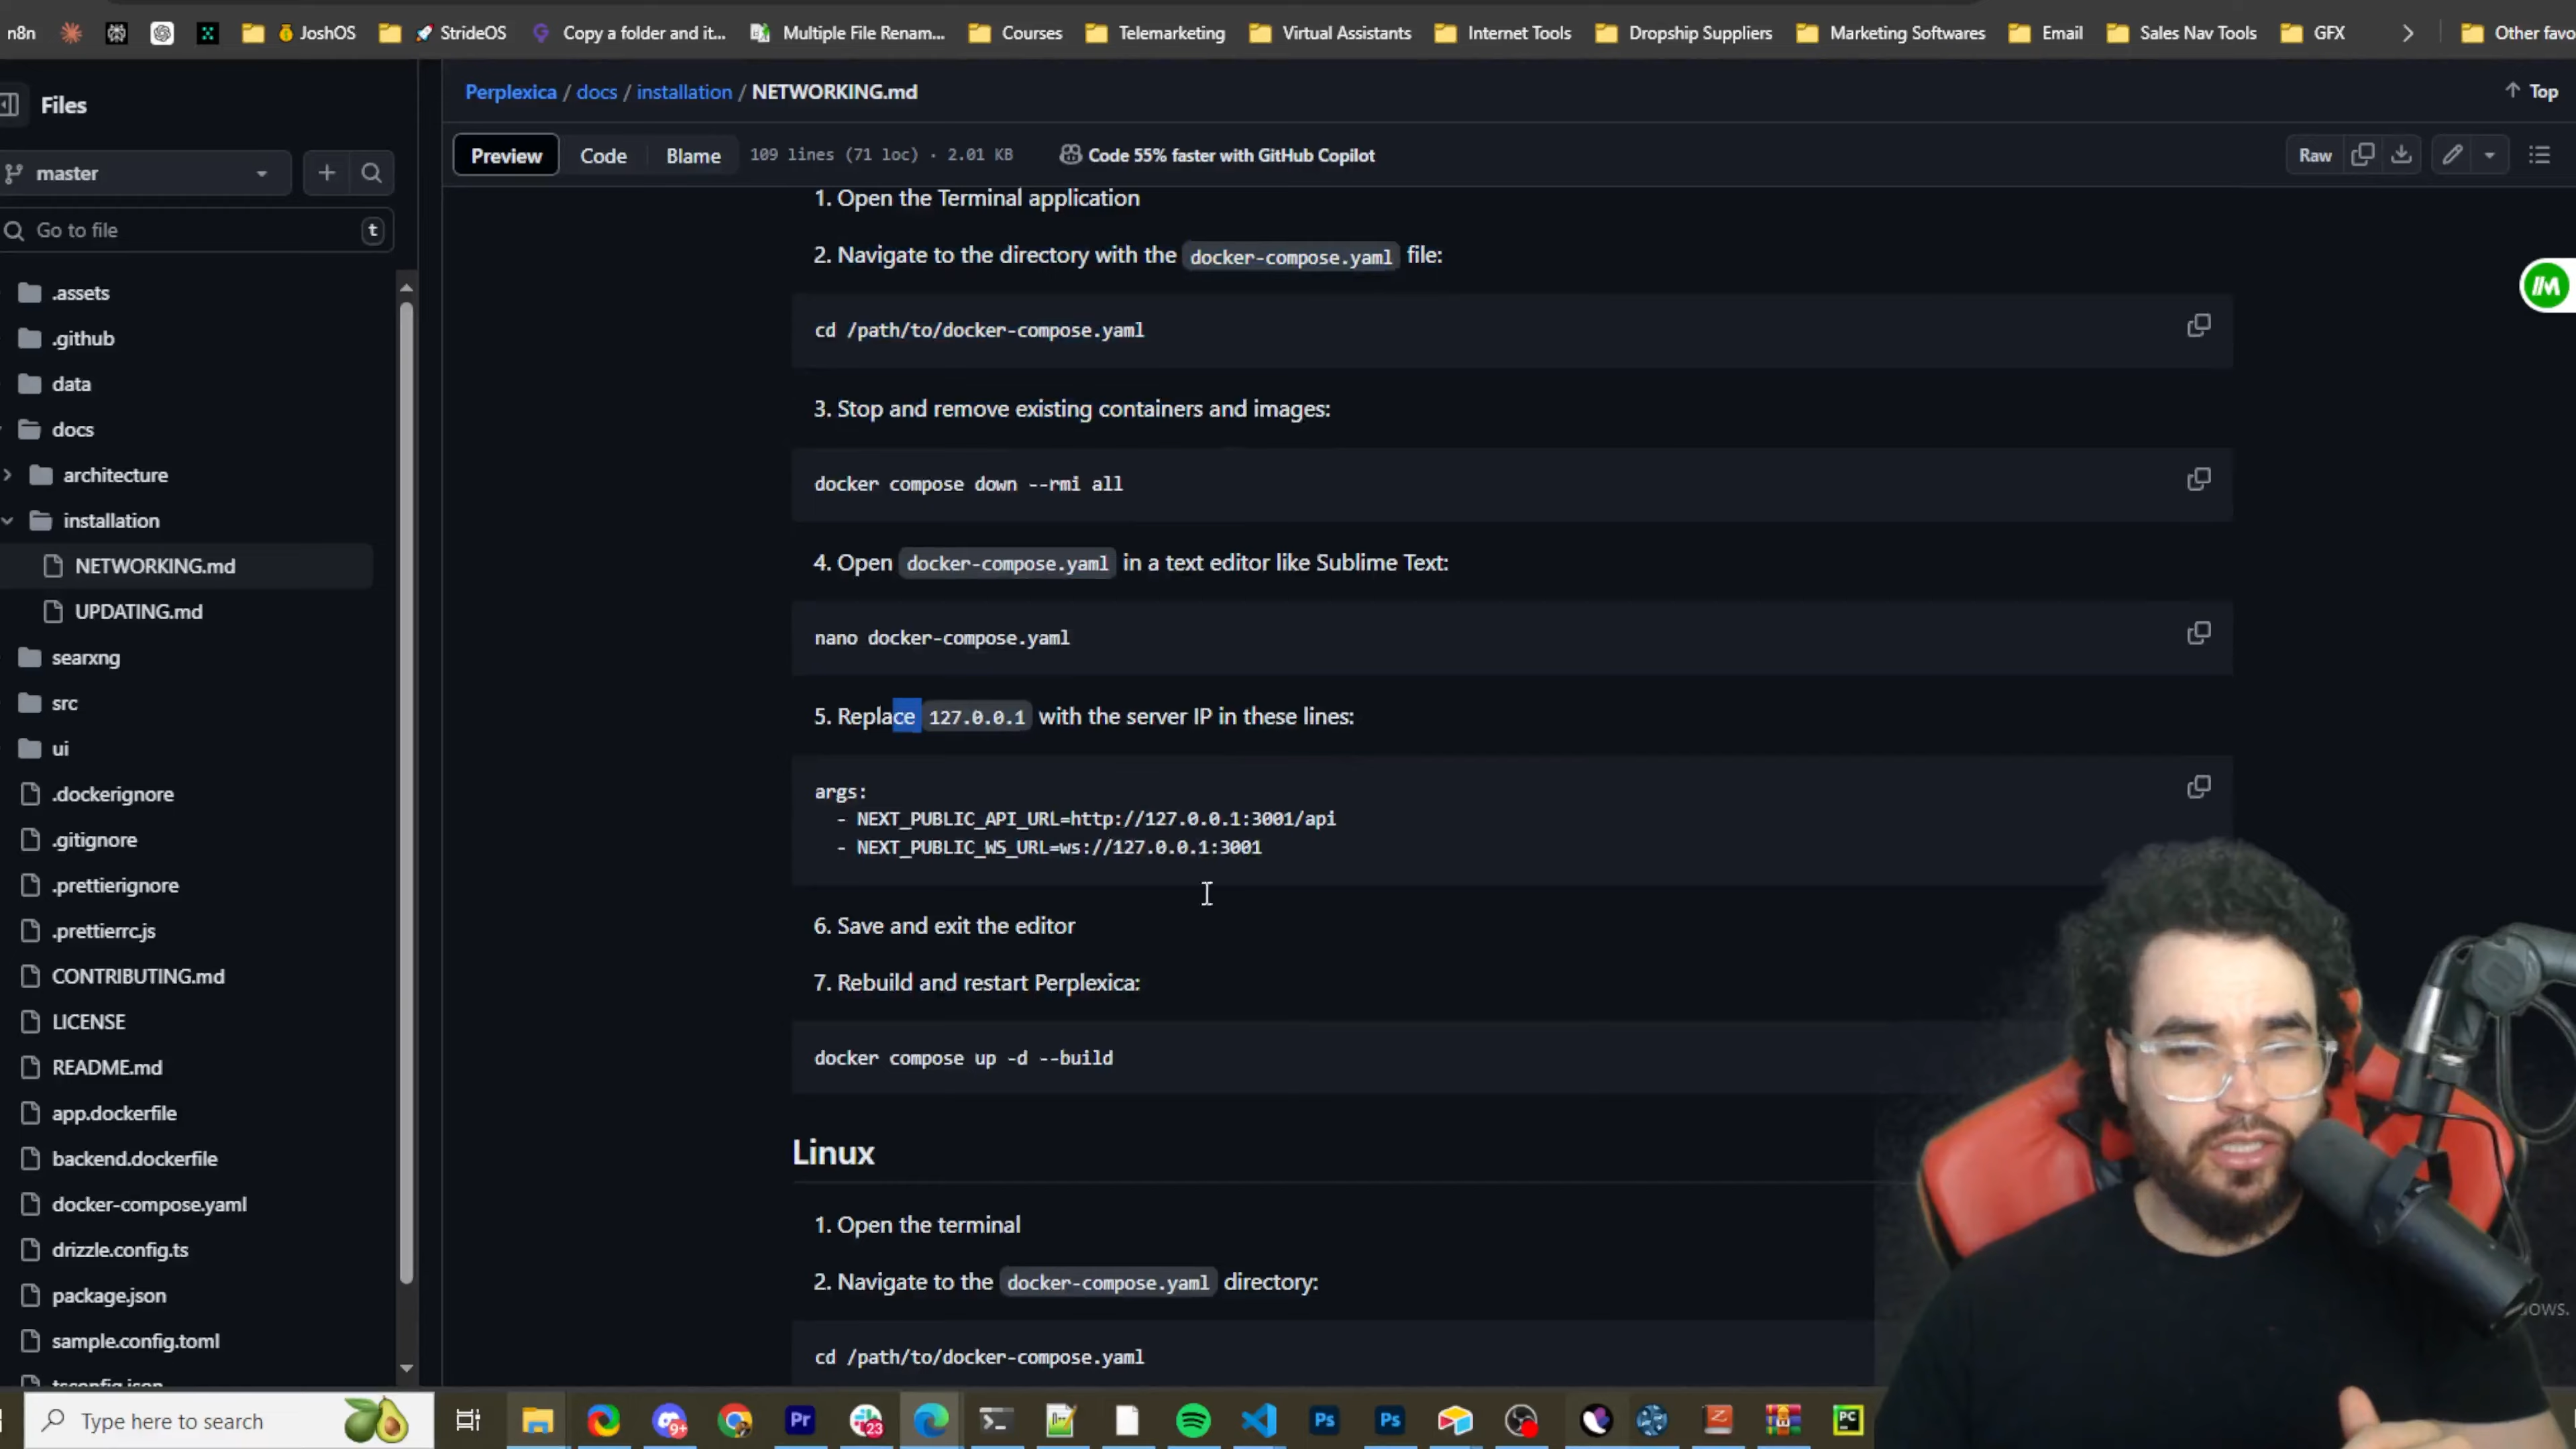 n8n
JoshOS
StrideOS
Copy a folder and it...
Multiple File Renam...
Courses
Telemarketing
Virtual Assistants
Internet Tools
Dropship Suppliers
Marketing Softwares
Email
Sales Nav Tools
GFX
Other favo
Files
Perplexica / docs / installation / NETWORKING.md
Top
Preview
Code
Blame
109 lines (71 loc) · 2.01 KB
Code 55% faster with GitHub Copilot
Raw
master
Go to file
t
.assets
.github
data
docs
architecture
installation
NETWORKING.md
UPDATING.md
searxng
src
ui
.dockerignore
.gitignore
.prettierignore
.prettierrc.js
CONTRIBUTING.md
LICENSE
README.md
app.dockerfile
backend.dockerfile
docker-compose.yaml
drizzle.config.ts
package.json
sample.config.toml
tsconfig.json
1. Open the Terminal application
2. Navigate to the directory with the docker-compose.yaml file:
cd /path/to/docker-compose.yaml
3. Stop and remove existing containers and images:
docker compose down --rmi all
4. Open docker-compose.yaml in a text editor like Sublime Text:
nano docker-compose.yaml
5. Replace 127.0.0.1 with the server IP in these lines:
args:
- NEXT_PUBLIC_API_URL=http://127.0.0.1:3001/api
- NEXT_PUBLIC_WS_URL=ws://127.0.0.1:3001
6. Save and exit the editor
7. Rebuild and restart Perplexica:
docker compose up -d --build
Linux
1. Open the terminal
2. Navigate to the docker-compose.yaml directory:
cd /path/to/docker-compose.yaml
ows.
Type here to search
9+
Pr
23
Ps
Ps
Z
PC